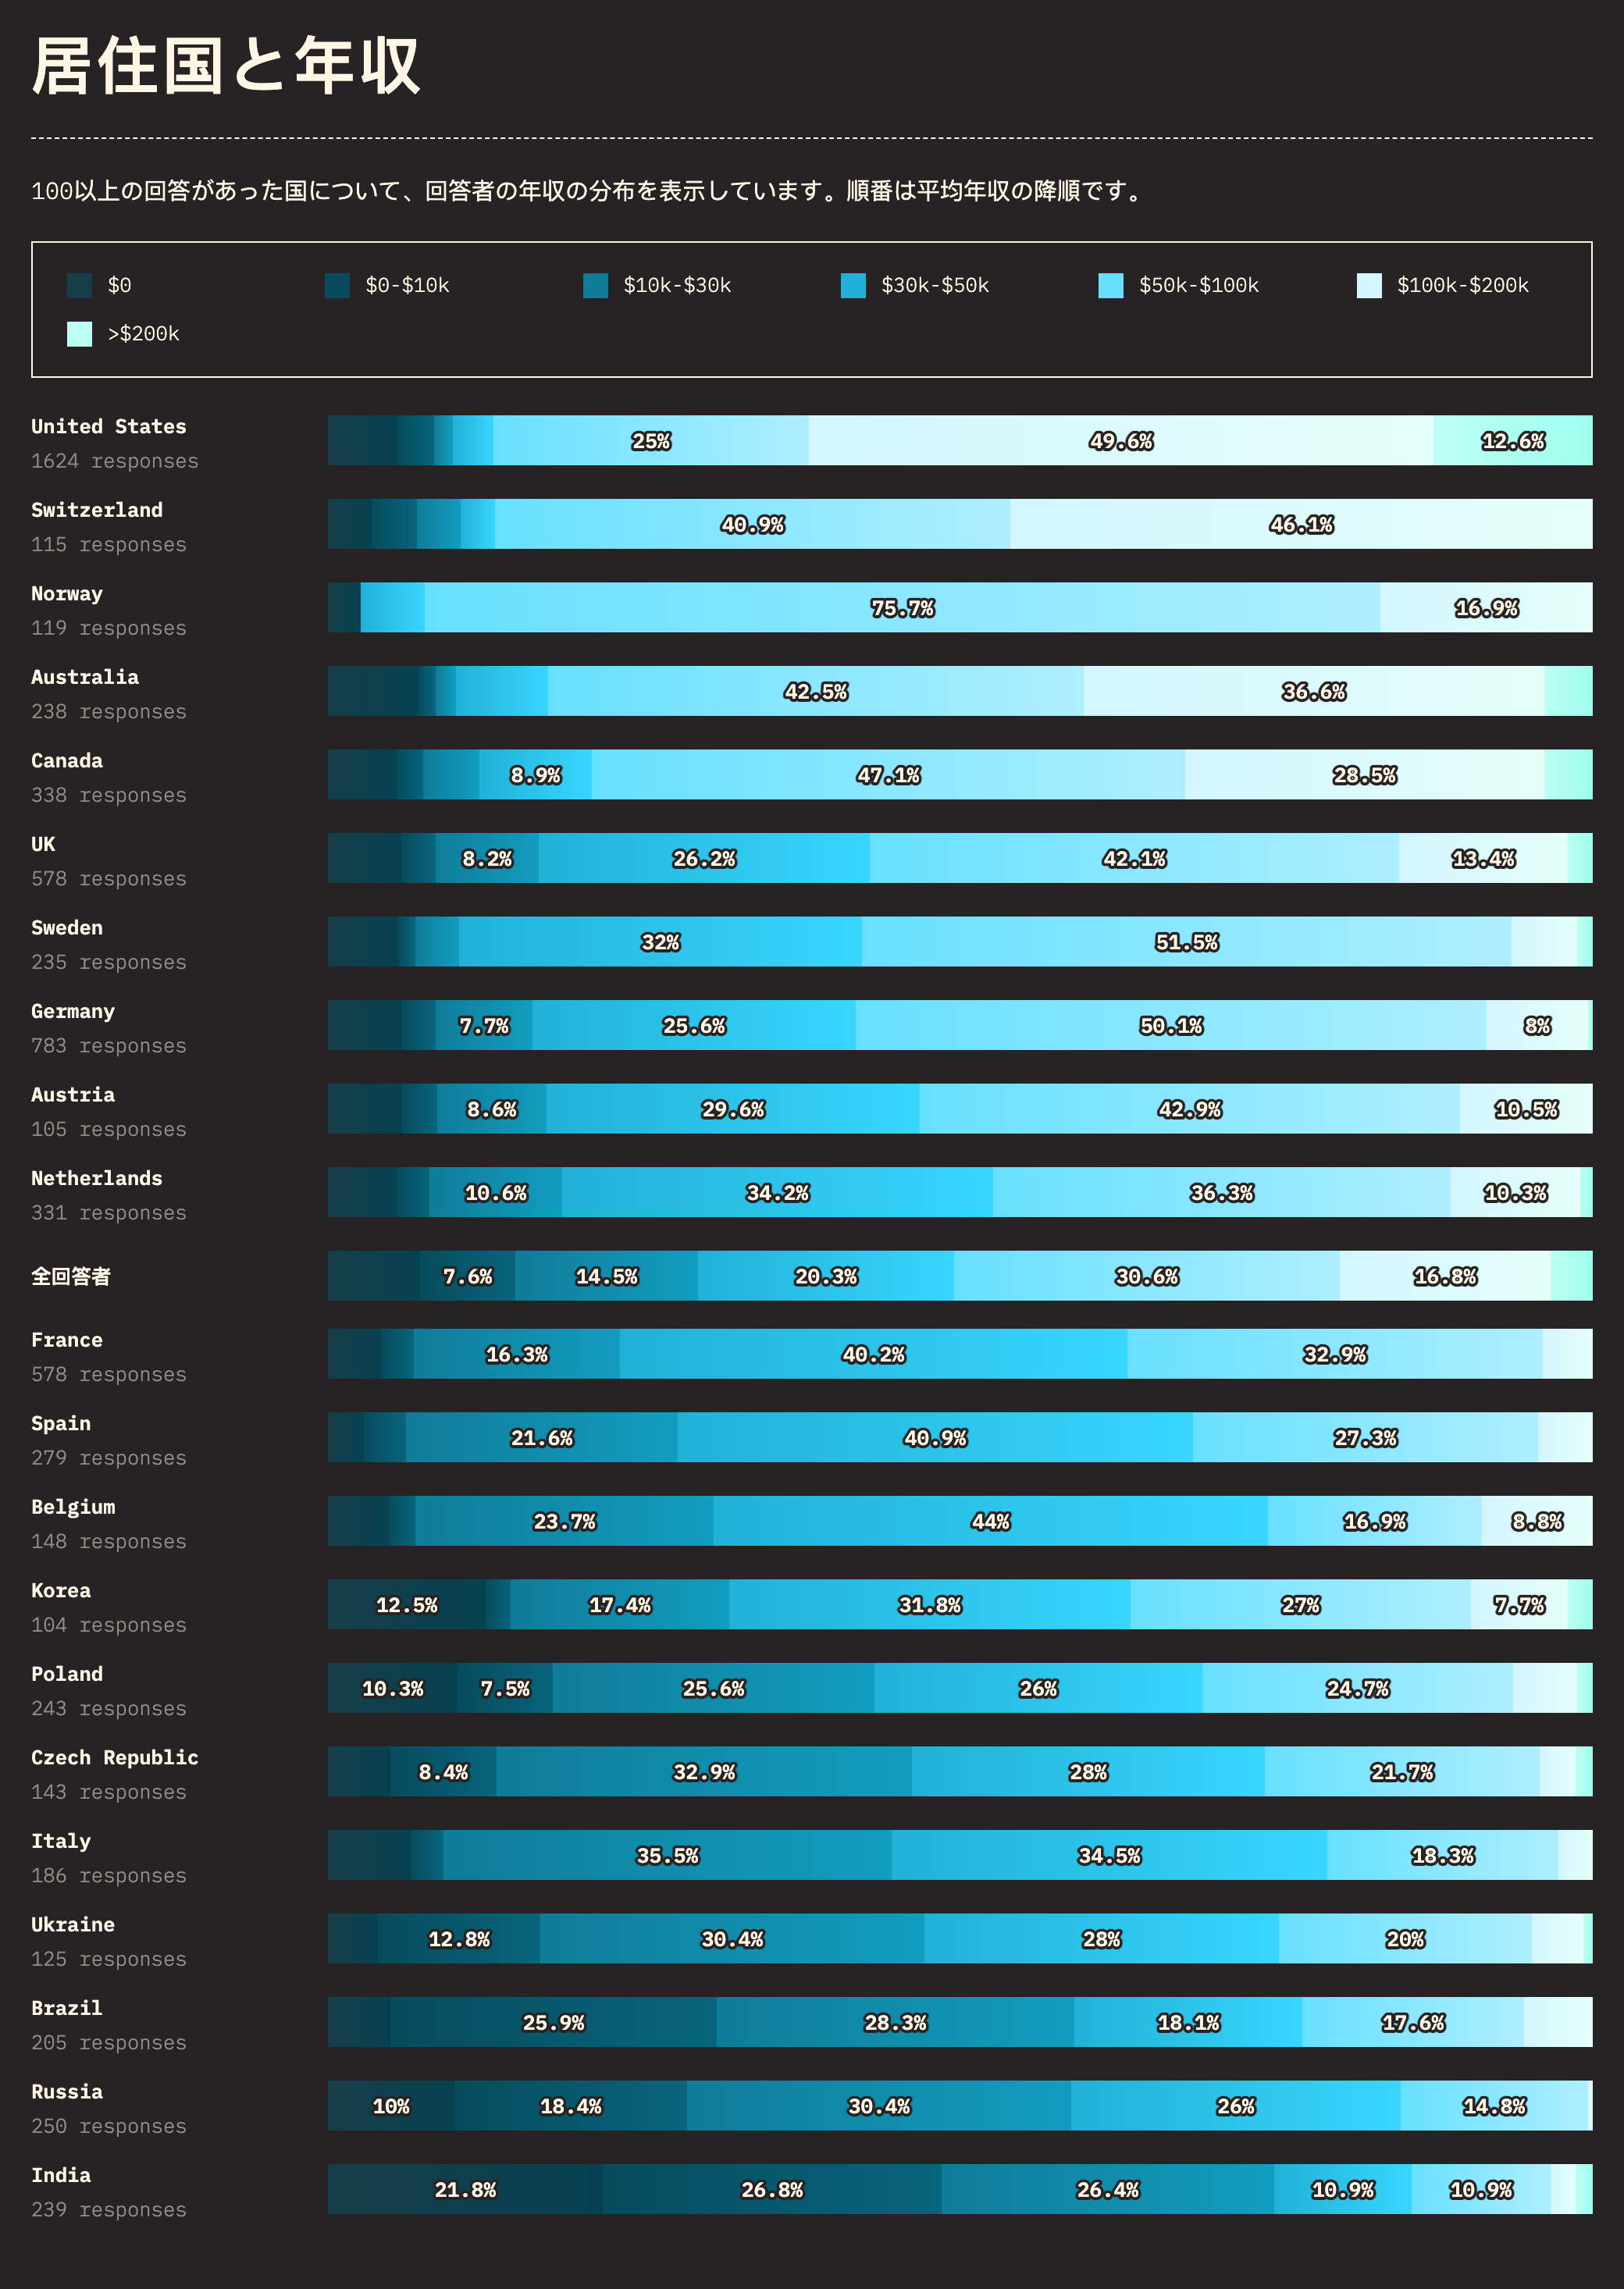 居住国と年収
100以上の回答があった国について、回答者の年収の分布を表示しています。順番は平均年収の降順です。
$0 $0-$10k $10k-$30k $30k-$50k $50k-$100k $100k-$200k
>$200k
United States
25% 49.6% 12.6%
1624 responses
Switzerland
40.9% 46.1%
115 responses
Norway
75.7% 16.9%
119 responses
Australia
42.5% 36.6%
238 responses
Canada
8.9% 47.1% 28.5%
338 responses
UK
8.2% 26.2% 42.1% 13.4%
578 responses
Sweden
32% 51.5%
235 responses
Germany
7.7% 25.6% 50.1% 8%
783 responses
Austria
8.6% 29.6% 42.9% 10.5%
105 responses
Netherlands
10.6% 34.2% 36.3% 10.3%
331 responses
全回答者 7.6% 14.5% 20.3% 30.6% 16.8%
France
16.3% 40.2% 32.9%
578 responses
Spain
21.6% 40.9% 27.3%
279 responses
Belgium
23.7% 44% 16.9% 8.8%
148 responses
Korea
12.5% 17.4% 31.8% 27% 7.7%
104 responses
Poland
10.3% 7.5% 25.6% 26% 24.7%
243 responses
Czech Republic
8.4% 32.9% 28% 21.7%
143 responses
Italy
35.5% 34.5% 18.3%
186 responses
Ukraine
12.8% 30.4% 28% 20%
125 responses
Brazil
25.9% 28.3% 18.1% 17.6%
205 responses
Russia
10% 18.4% 30.4% 26% 14.8%
250 responses
India
21.8% 26.8% 26.4% 10.9% 10.9%
239 responses